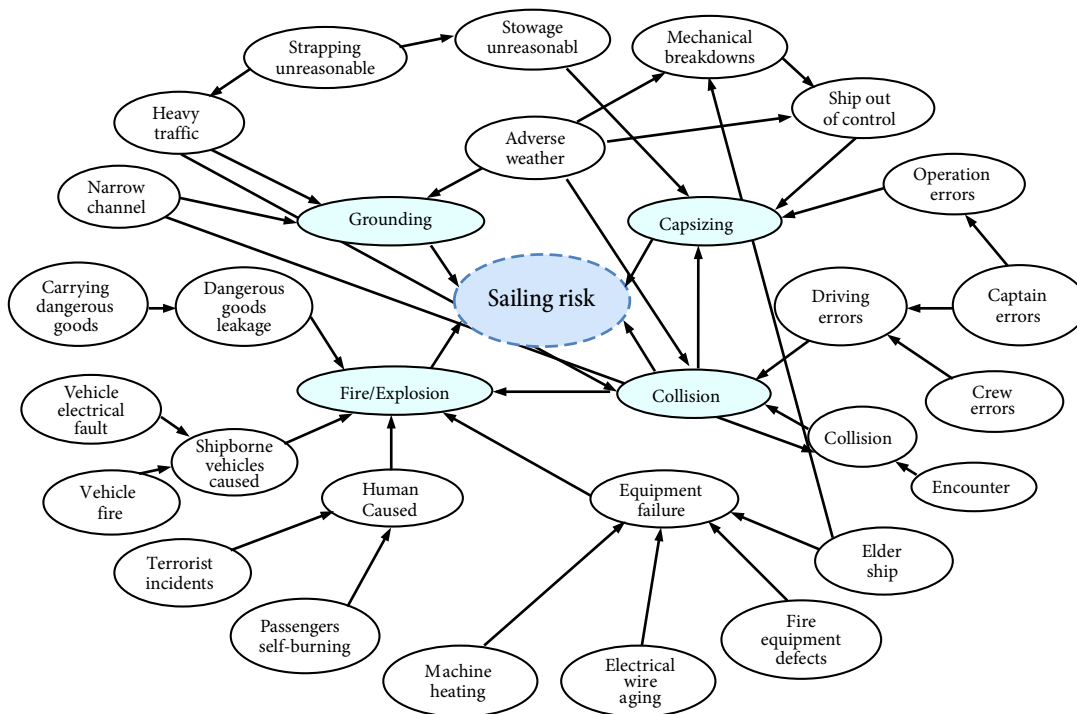 Stowage
unreasonabl
Mechanical
breakdowns
Strapping
unreasonable
Heavy
traffic
Ship out
of control
Adverse
weather
Narrow
channel
Operation
errors
Grounding
Capsizing
Sailing risk
Carrying
dangerous
goods
Dangerous
goods
leakage
Driving
errors
Captain
errors
Fire/Explosion
Collision
Crew
errors
Vehicle
electrical
fault
Shipborne
vehicles
caused
Collision
Vehicle
fire
Human
Caused
Equipment
failure
Encounter
Terrorist
incidents
Elder
ship
Passengers
self-burning
Fire
equipment
defects
Machine
heating
Electrical
wire
aging